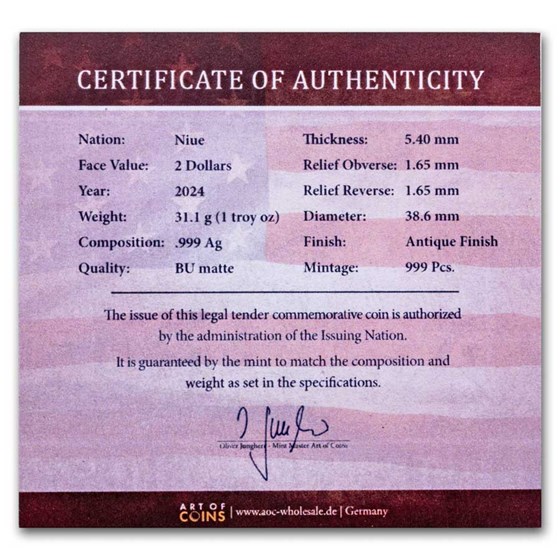 CERTIFICATE OF AUTHENTICITY
Nation: Niue Thickness: 5.40 mm
Face Value: 2 Dollars Relief Obverse: 1.65 mm
Year: 2024 Relief Reverse: 1.65 mm
Weight: 31.1 g (1 troy oz) Diameter: 38.6 mm
Composition: .999 Ag Finish: Antique Finish
Quality: BU matte Mintage: 999 Pcs.
The issue of this legal tender commemorative coin is authorized
by the administration of the Issuing Nation.
It is guaranteed by the mint to match the composition and
weight as set in the specifications.
Oliver - Mint Master Art of Coins
ART OF
COINS | www.aoc-wholesale.de | Germany